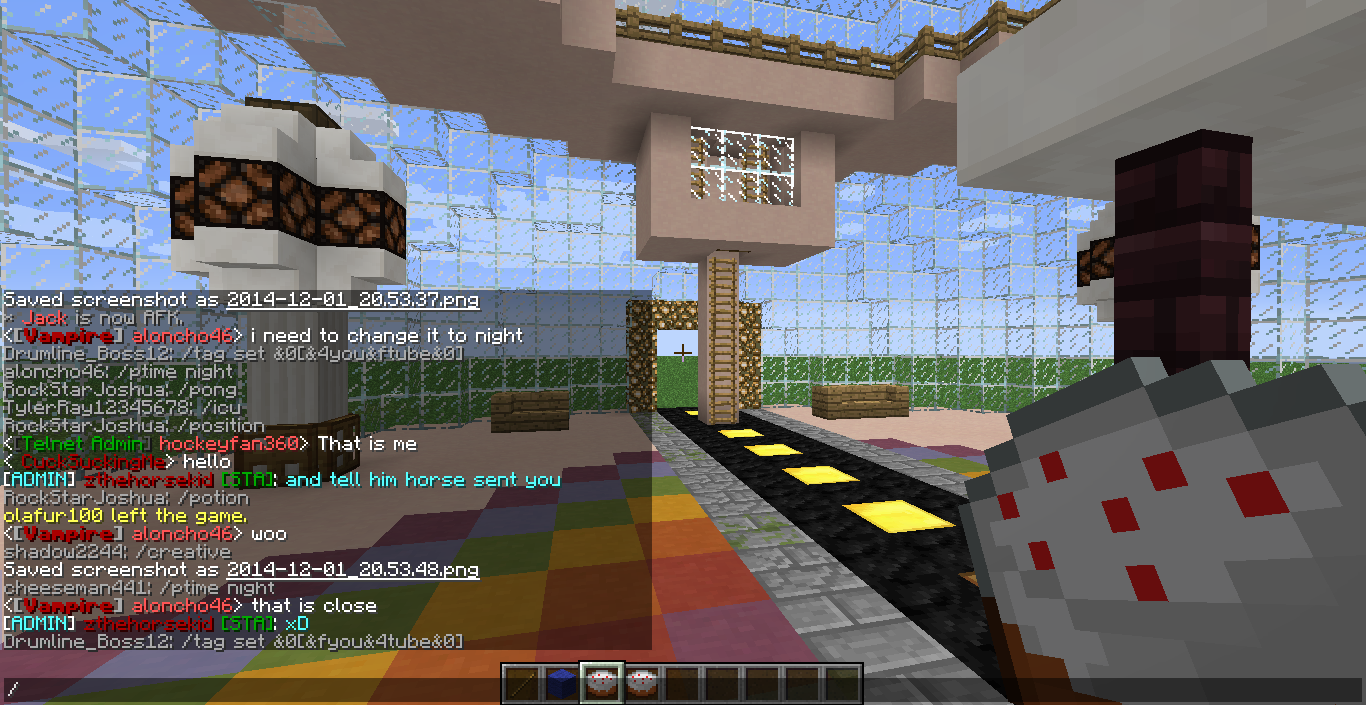 Saved screenshot as 2014-12-01_20.53.37.png
* Jack is now AFK.
<[Vampire] aloncho46> i need to change it to night
Drumline_Boss12: /tag set &0[&4you&ftube&0]
aloncho46: /ptime night
RockStarJoshua: /pong
TylerRay12345678: /icu
RockStarJoshua: /position
<[Telnet Admin] hockeyfan360> That is me
< CuckSuckingMe> hello
[ADMIN] zthehorsekid [STA]: and tell him horse sent you
RockStarJoshua: /potion
olafur100 left the game.
<[Vampire] aloncho46> woo
shadow2244: /creative
Saved screenshot as 2014-12-01_20.53.48.png
cheeseman441: /ptime night
<[Vampire] aloncho46> that is close
[ADMIN] zthehorsekid [STA]: xD
Drumline_Boss12: /tag set &0[&fyou&4tube&0]
/